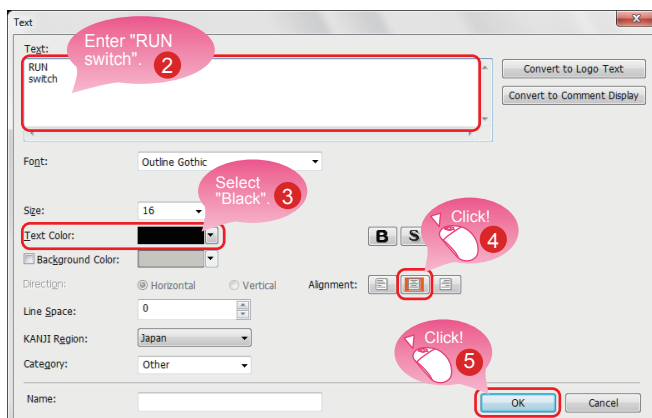 Text
Text:
Enter "RUN
switch".
2
RUN
switch
Convert to Logo Text
Convert to Comment Display
Font:
Outline Gothic
Select
"Black".
3
Size:
16
Text Color:
B
S
Click!
4
Background Color:
Direction:
Horizontal
Vertical
Alignment:
Line Space:
0
KANJI Region:
Japan
Click!
5
Category:
Other
Name:
OK
Cancel